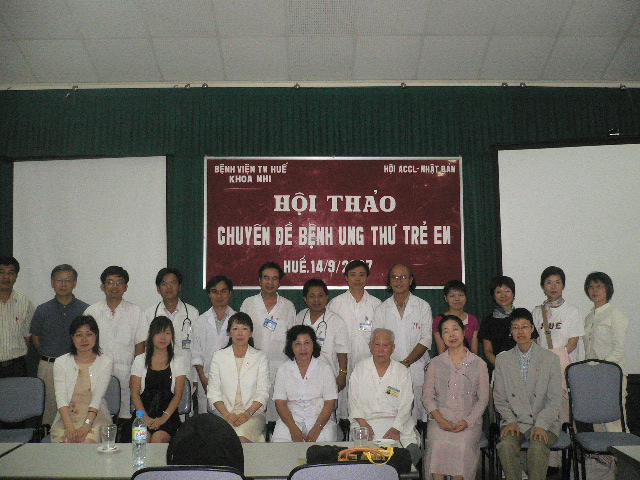 BỆNH VIỆN TW HUẾ
KHOA NHI
HỘI ACCL-NHẬT BẢN
HỘI THẢO
CHUYÊN ĐỀ BỆNH UNG THƯ TRẺ EM
HUẾ.14/9/2007
HUE